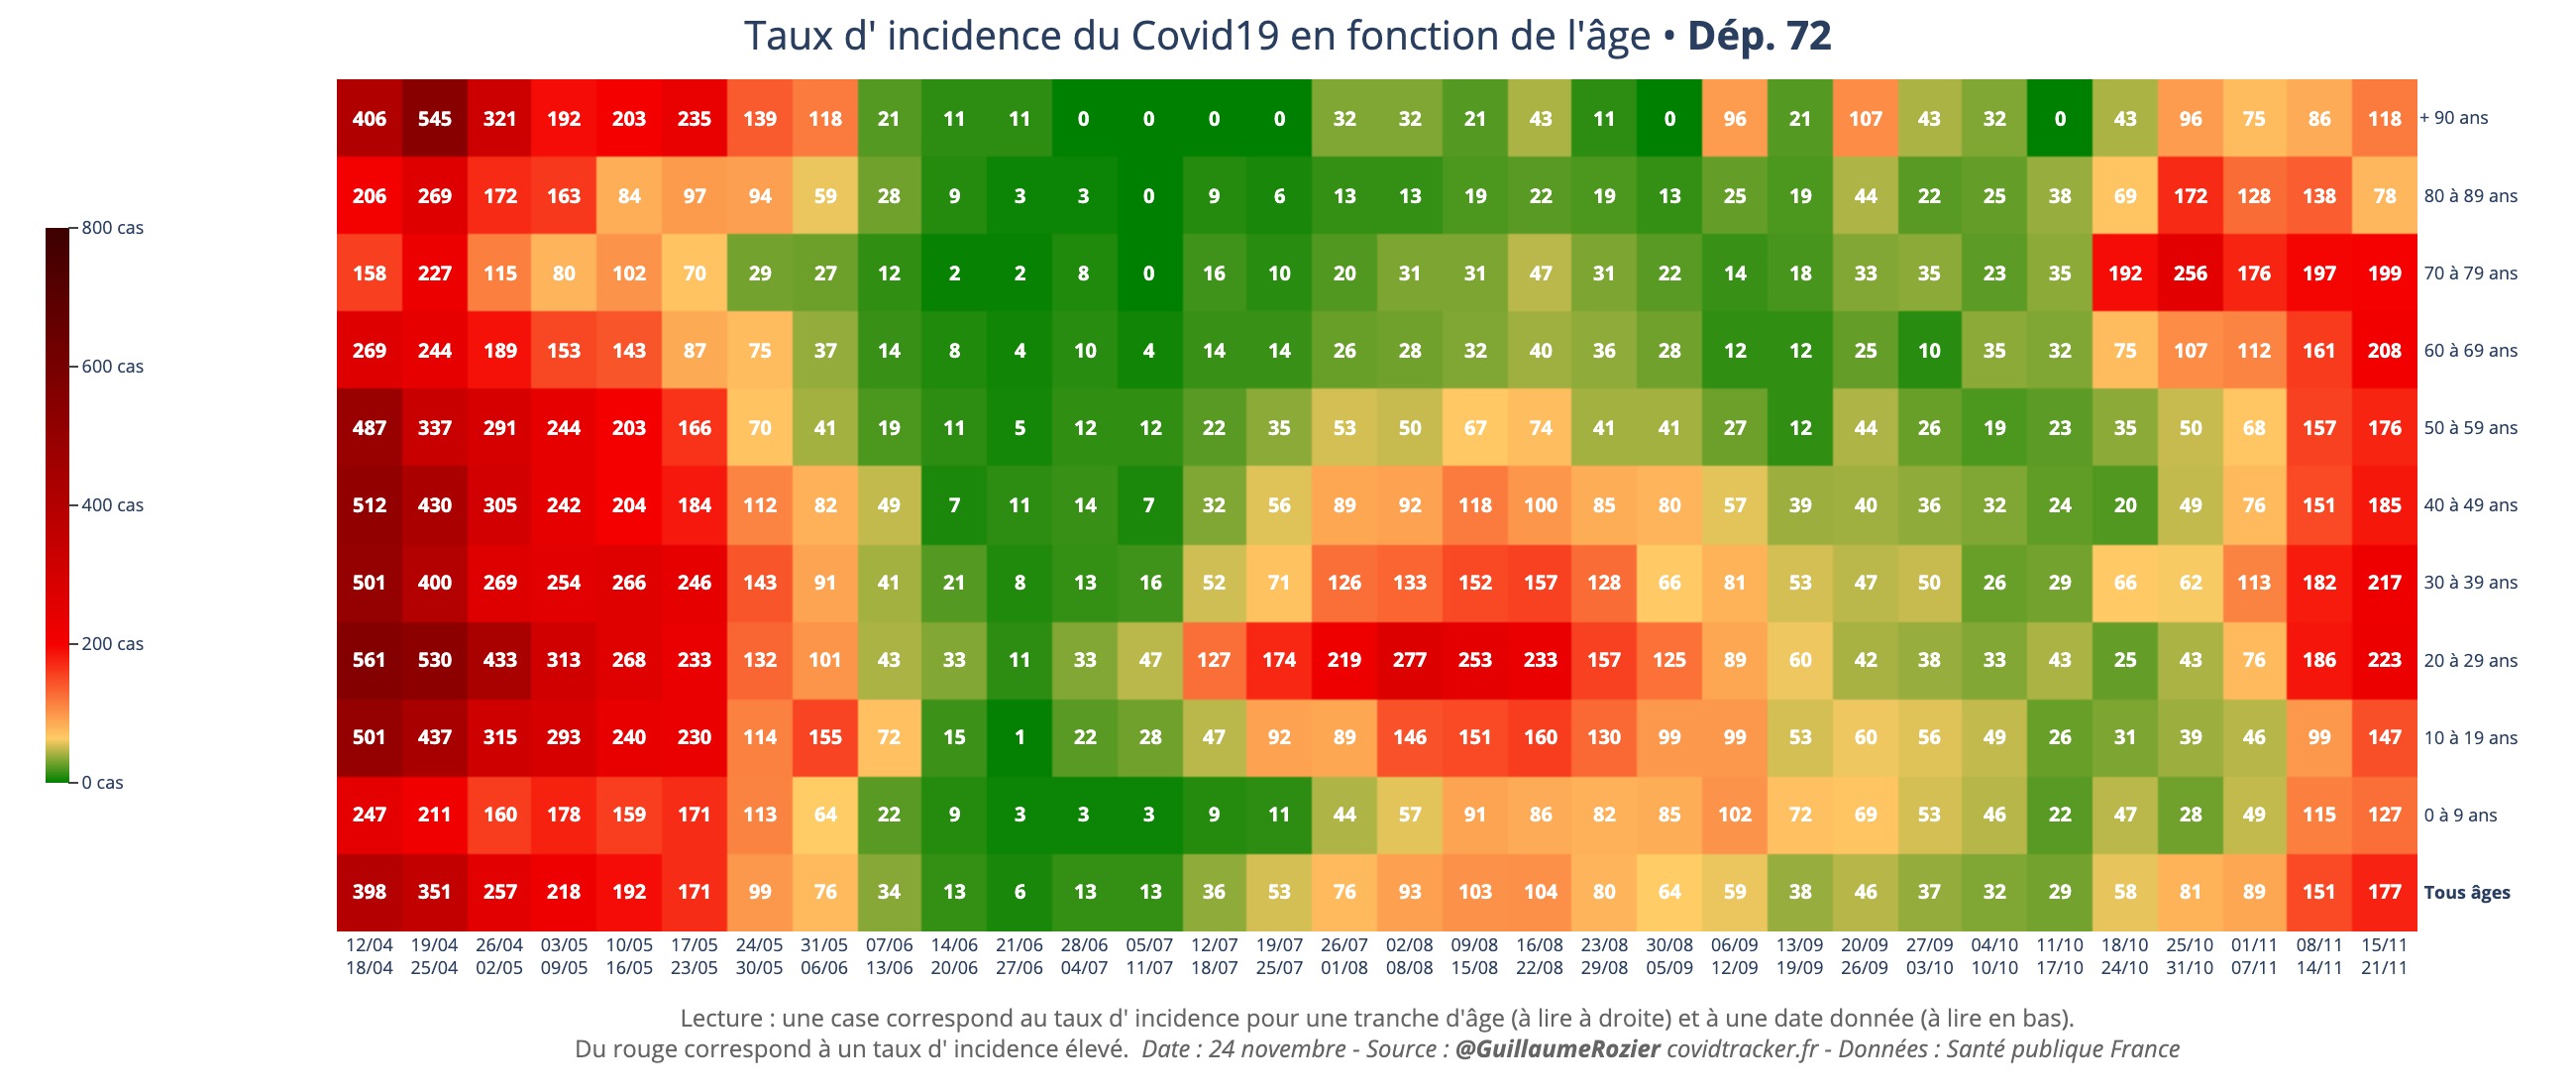 Taux d' incidence du Covid19 en fonction de l'âge • Dép. 72
800 cas
600 cas
400 cas
200 cas
0 cas
406 545 321 192 203 235 139 118 21 11 11 0 0 0 0 32 32 21 43 11 0 96 21 107 43 32 0 43 96 75 86 118 + 90 ans
206 269 172 163 84 97 94 59 28 9 3 3 0 9 6 13 13 19 22 19 13 25 19 44 22 25 38 69 172 128 138 78 80 à 89 ans
158 227 115 80 102 70 29 27 12 2 2 8 0 16 10 20 31 31 47 31 22 14 18 33 35 23 35 192 256 176 197 199 70 à 79 ans
269 244 189 153 143 87 75 37 14 8 4 10 4 14 14 26 28 32 40 36 28 12 12 25 10 35 32 75 107 112 161 208 60 à 69 ans
487 337 291 244 203 166 70 41 19 11 5 12 12 22 35 53 50 67 74 41 41 27 12 44 26 19 23 35 50 68 157 176 50 à 59 ans
512 430 305 242 204 184 112 82 49 7 11 14 7 32 56 89 92 118 100 85 80 57 39 40 36 32 24 20 49 76 151 185 40 à 49 ans
501 400 269 254 266 246 143 91 41 21 8 13 16 52 71 126 133 152 157 128 66 81 53 47 50 26 29 66 62 113 182 217 30 à 39 ans
561 530 433 313 268 233 132 101 43 33 11 33 47 127 174 219 277 253 233 157 125 89 60 42 38 33 43 25 43 76 186 223 20 à 29 ans
501 437 315 293 240 230 114 155 72 15 1 22 28 47 92 89 146 151 160 130 99 99 53 60 56 49 26 31 39 46 99 147 10 à 19 ans
247 211 160 178 159 171 113 64 22 9 3 3 3 9 11 44 57 91 86 82 85 102 72 69 53 46 22 47 28 49 115 127 0 à 9 ans
398 351 257 218 192 171 99 76 34 13 6 13 13 36 53 76 93 103 104 80 64 59 38 46 37 32 29 58 81 89 151 177 Tous âges
12/04 19/04 26/04 03/05 10/05 17/05 24/05 31/05 07/06 14/06 21/06 28/06 05/07 12/07 19/07 26/07 02/08 09/08 16/08 23/08 30/08 06/09 13/09 20/09 27/09 04/10 11/10 18/10 25/10 01/11 08/11 15/11
18/04 25/04 02/05 09/05 16/05 23/05 30/05 06/06 13/06 20/06 27/06 04/07 11/07 18/07 25/07 01/08 08/08 15/08 22/08 29/08 05/09 12/09 19/09 26/09 03/10 10/10 17/10 24/10 31/10 07/11 14/11 21/11
Lecture : une case correspond au taux d' incidence pour une tranche d'âge (à lire à droite) et à une date donnée (à lire en bas).
Du rouge correspond à un taux d' incidence élevé. Date : 24 novembre - Source : @GuillaumeRozier covidtracker.fr - Données : Santé publique France